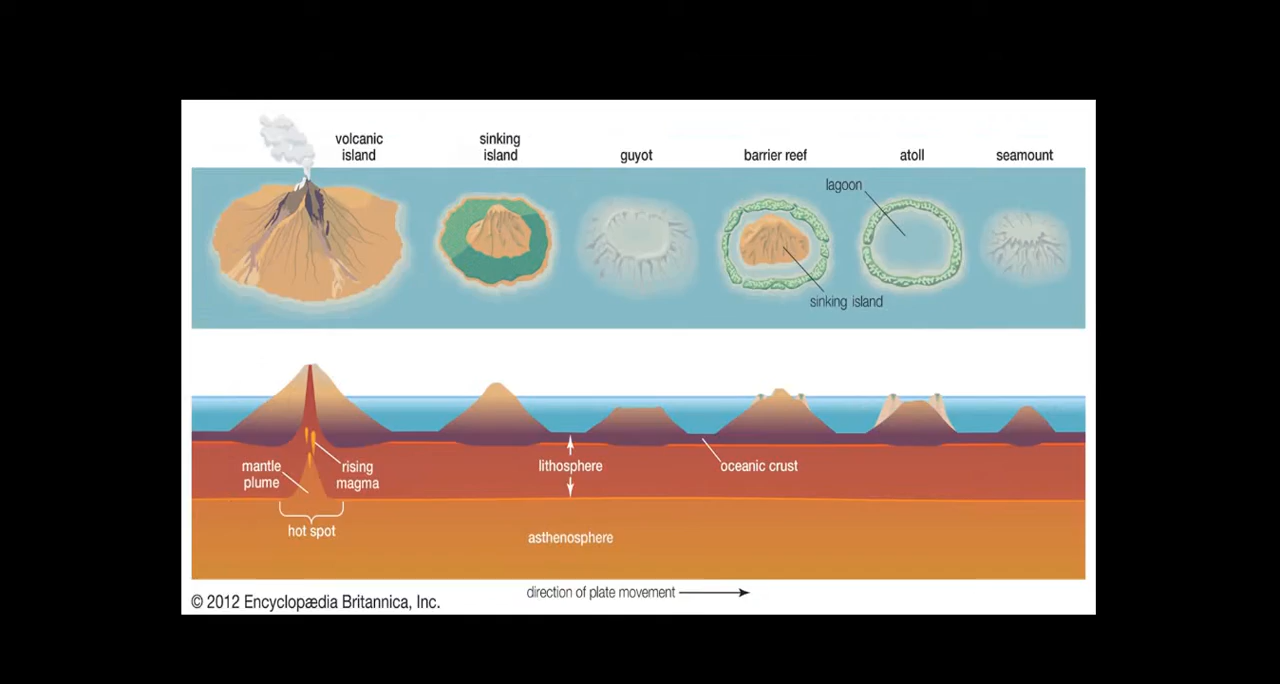 volcanic
island
sinking
island
guyot
barrier reef
atoll
seamount
lagoon
sinking island
mantle
plume
rising
magma
lithosphere
oceanic crust
hot spot
asthenosphere
direction of plate movement
© 2012 Encyclopædia Britannica, Inc.